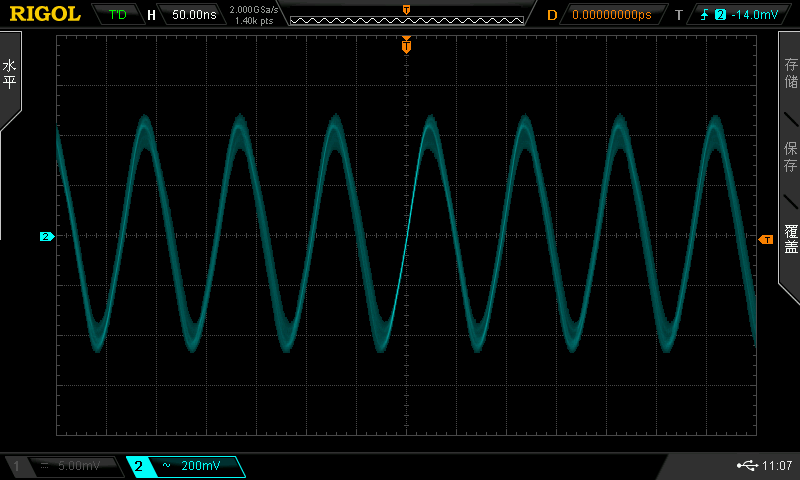 RIGOL T'D H 50.00ns 2.000GSa/s 1.40k pts T D 0.00000000ps T 2 -14.0mV
水平
T
存储
保存
覆盖
2
T
1 5.00mV 2 ~ 200mV 11:07